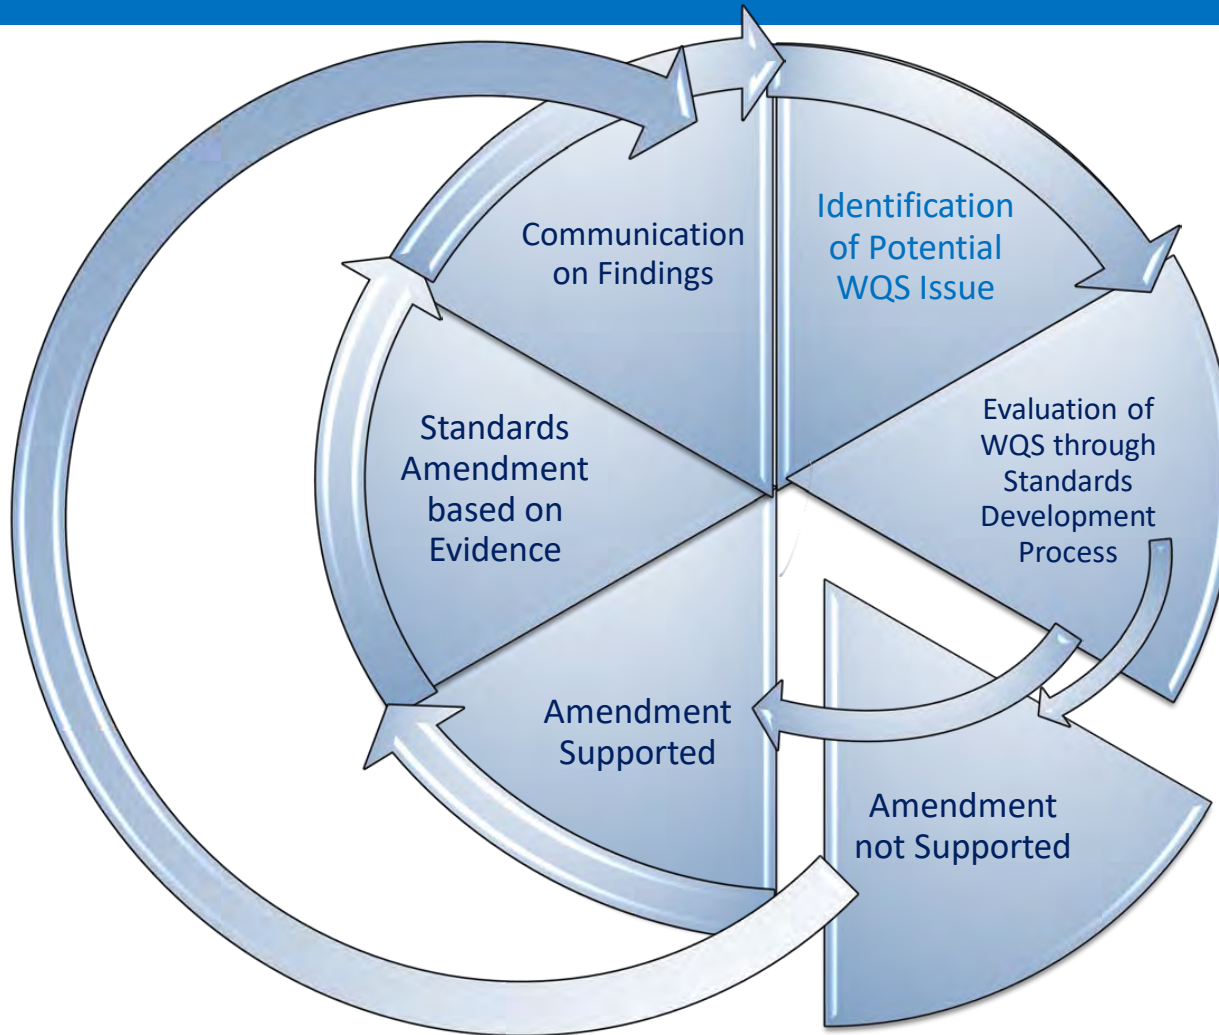 Identification
of Potential
WQS Issue
Evaluation of
WQS through
Standards
Development
Process
Amendment
not Supported
Amendment
Supported
Standards
Amendment
based on
Evidence
Communication
on Findings